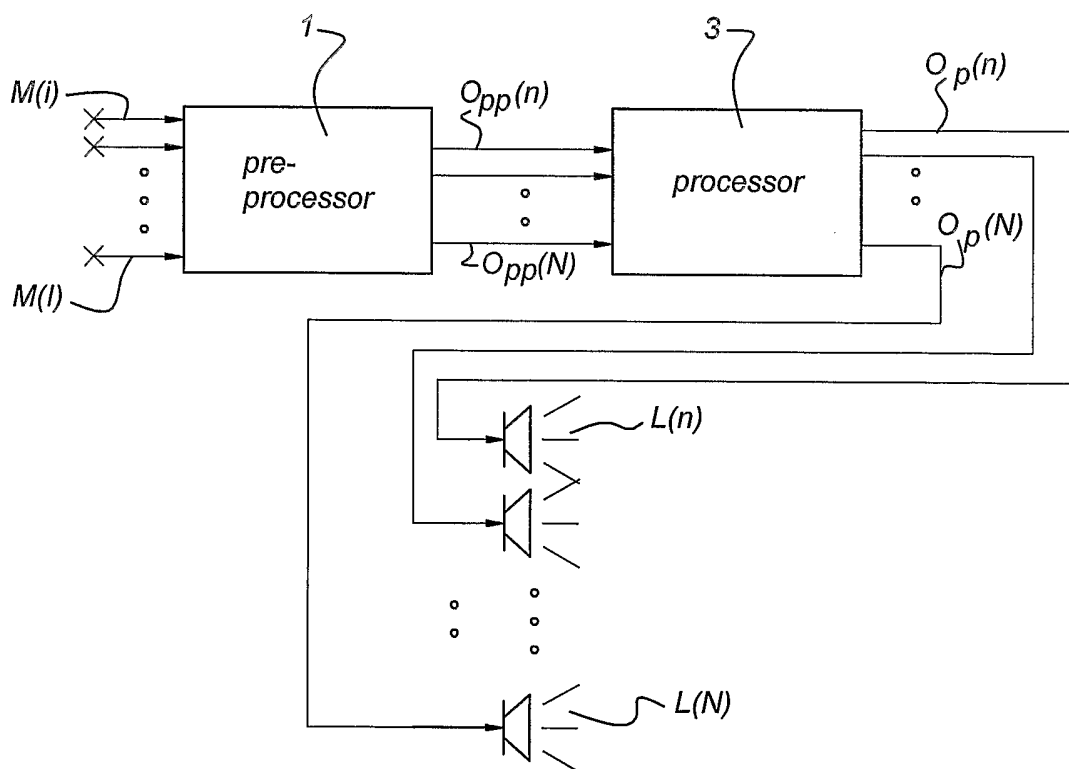 1
3
M(i)
Opp(n)
Op(n)
pre-
processor
processor
Op(N)
Opp(N)
M(I)
L(n)
L(N)